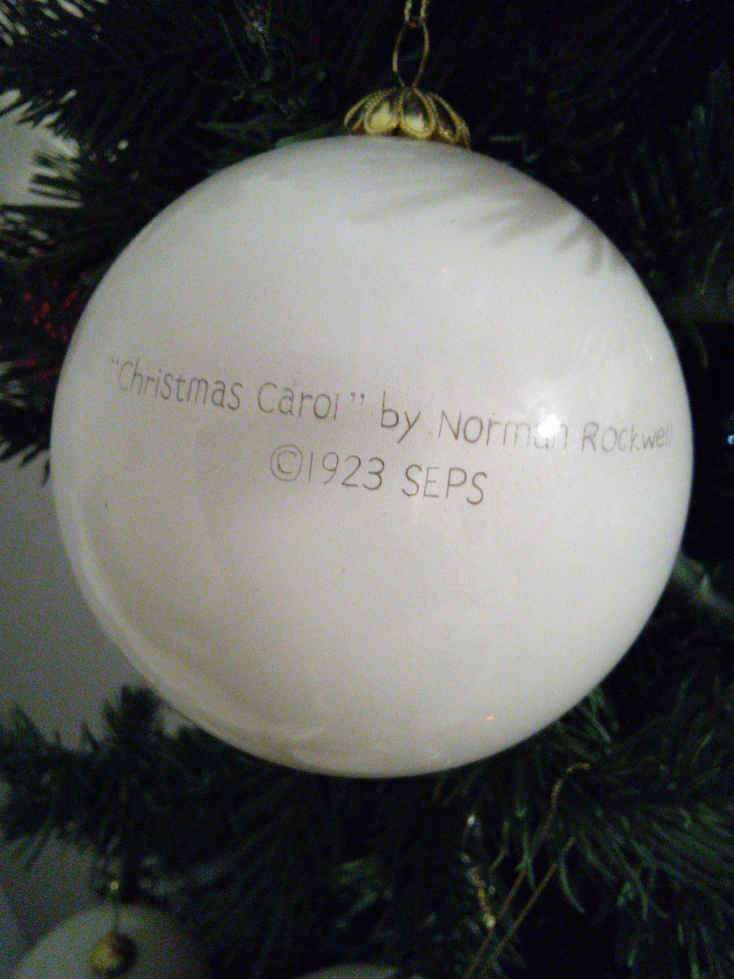 “Christmas Carol” by Norman Rockwell
©1923 SEPS